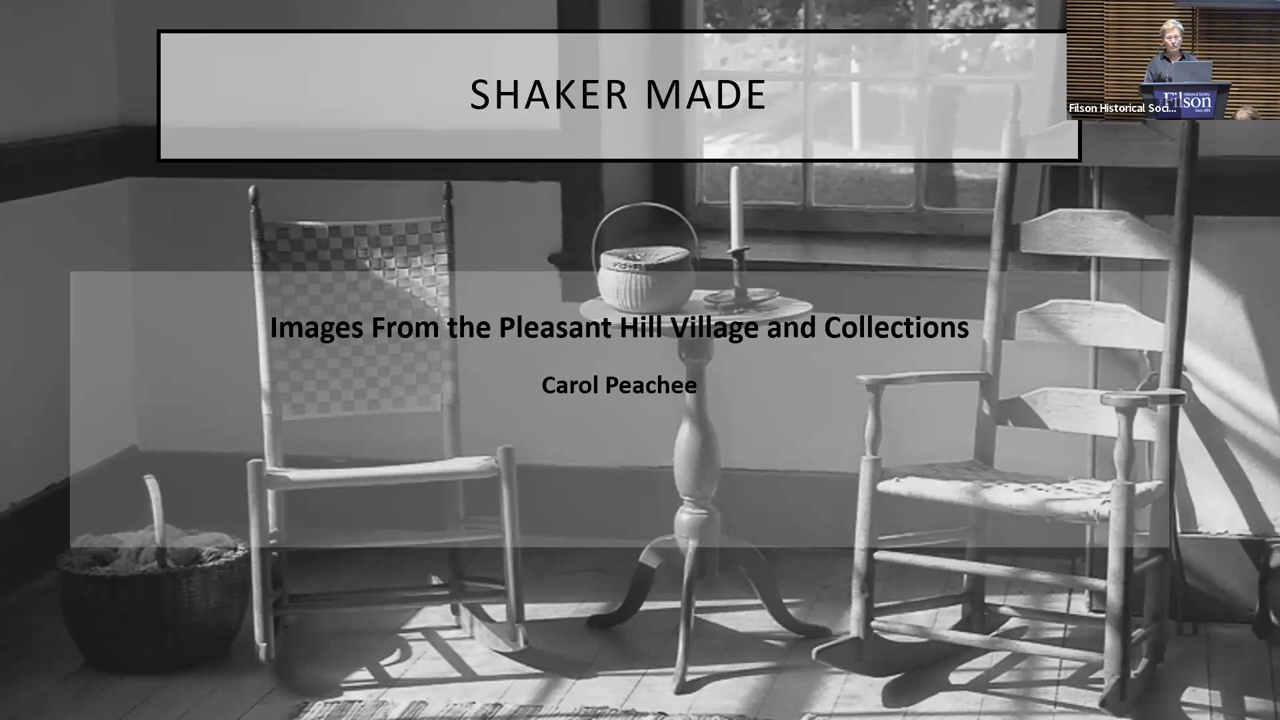 SHAKER MADE
Filson Historical Soci...
Filson
Images From the Pleasant Hill Village and Collections
Carol Peachee